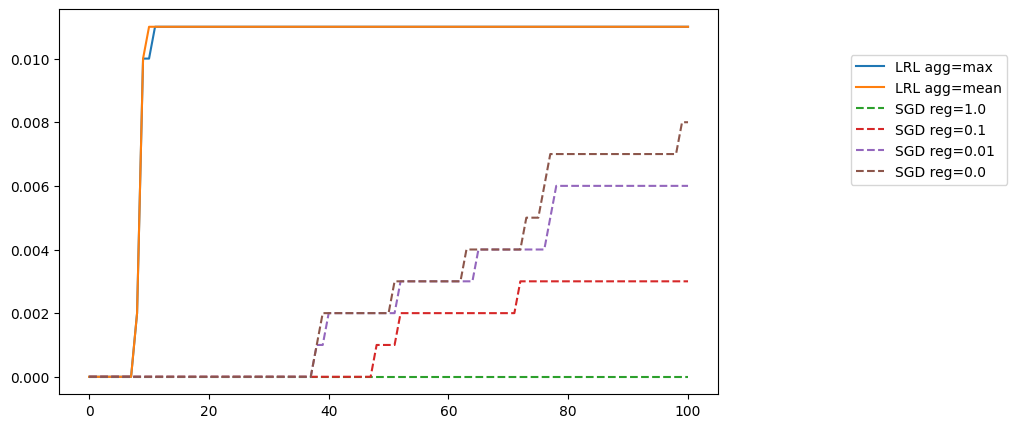 0.010
0.008
0.006
0.004
0.002
0.000
0
20
40
60
80
100
LRL agg=max
LRL agg=mean
SGD reg=1.0
SGD reg=0.1
SGD reg=0.01
SGD reg=0.0